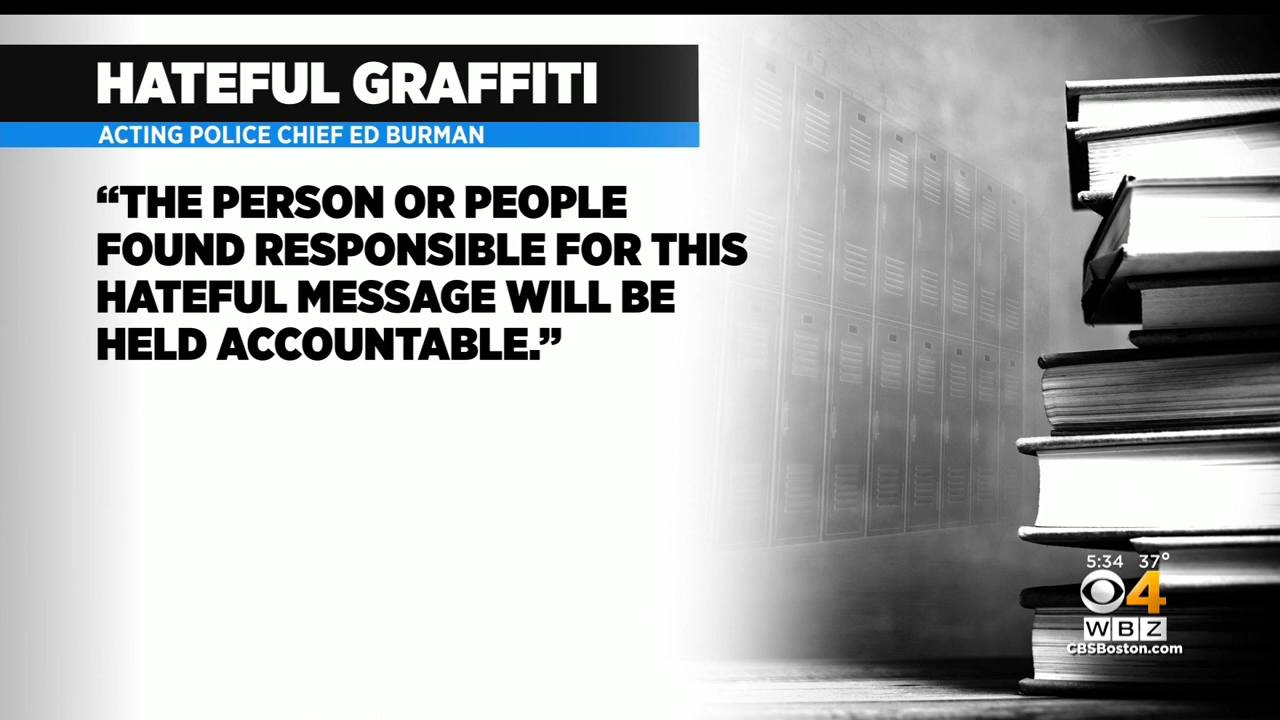 HATEFUL GRAFFITI
ACTING POLICE CHIEF ED BURMAN
“THE PERSON OR PEOPLE
FOUND RESPONSIBLE FOR THIS
HATEFUL MESSAGE WILL BE
HELD ACCOUNTABLE.”
5:34 37°
4
WBZ
CBSBoston.com